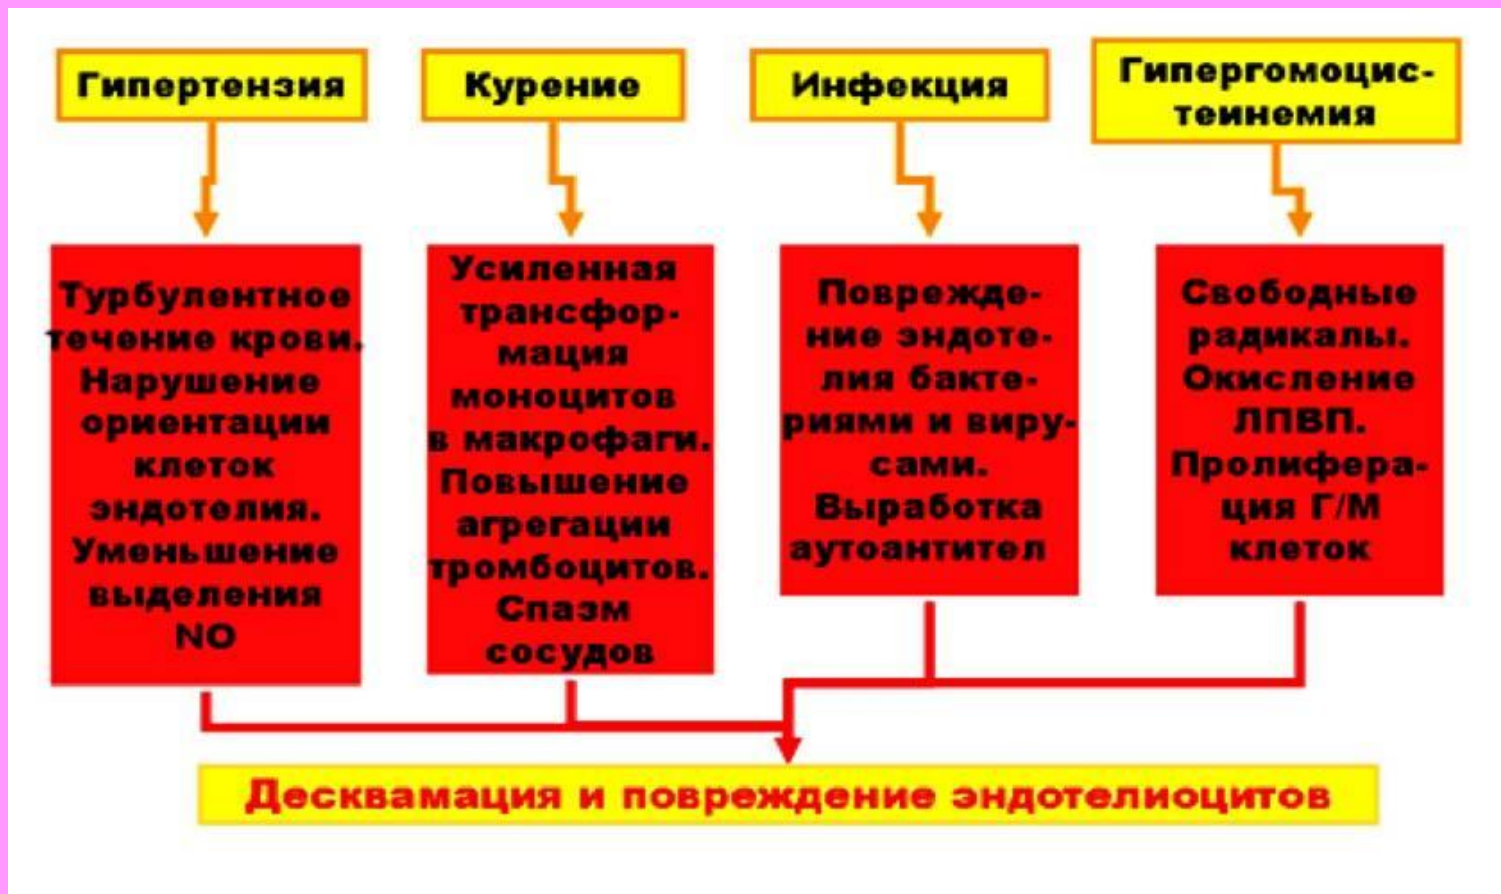 Гипертензия
Курение
Инфекция
Гипергомоцис-
теинемия
Турбулентное
течение крови.
Нарушение
ориентации
клеток
эндотелия.
Уменьшение
выделения
NO
Усиленная
трансфор-
мация
моноцитов
в макрофаги.
Повышение
агрегации
тромбоцитов.
Спазм
сосудов
Поврежде-
ние эндоте-
лия бакте-
риями и виру-
сами.
Выработка
аутоантител
Свободные
радикалы.
Окисление
ЛПВП.
Пролифера-
ция Г/М
клеток
Десквамация и повреждение эндотелиоцитов